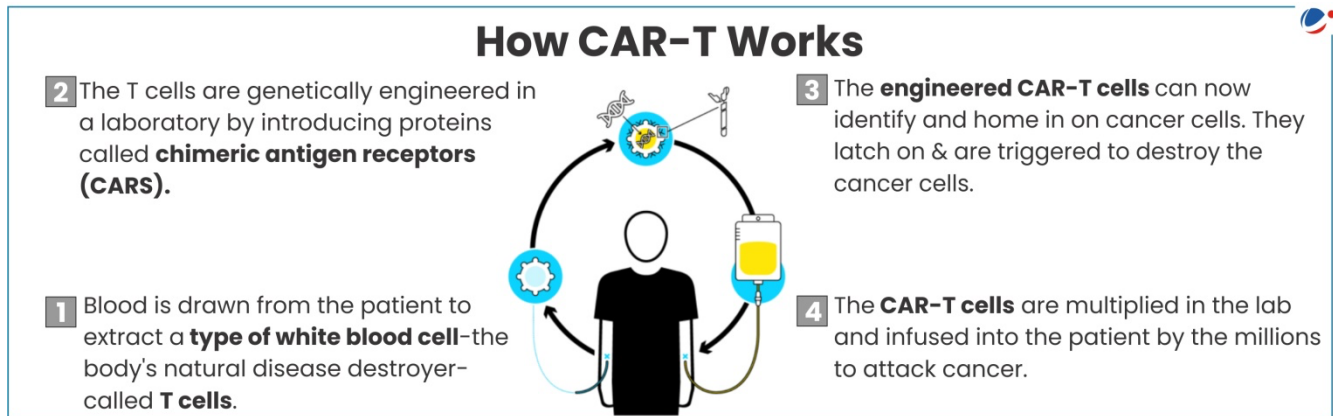 How CAR-T Works
2 The T cells are genetically engineered in
a laboratory by introducing proteins
called chimeric antigen receptors
(CARS).
3 The engineered CAR-T cells can now
identify and home in on cancer cells. They
latch on & are triggered to destroy the
cancer cells.
1 Blood is drawn from the patient to
extract a type of white blood cell-the
body's natural disease destroyer-
called T cells.
4 The CAR-T cells are multiplied in the lab
and infused into the patient by the millions
to attack cancer.